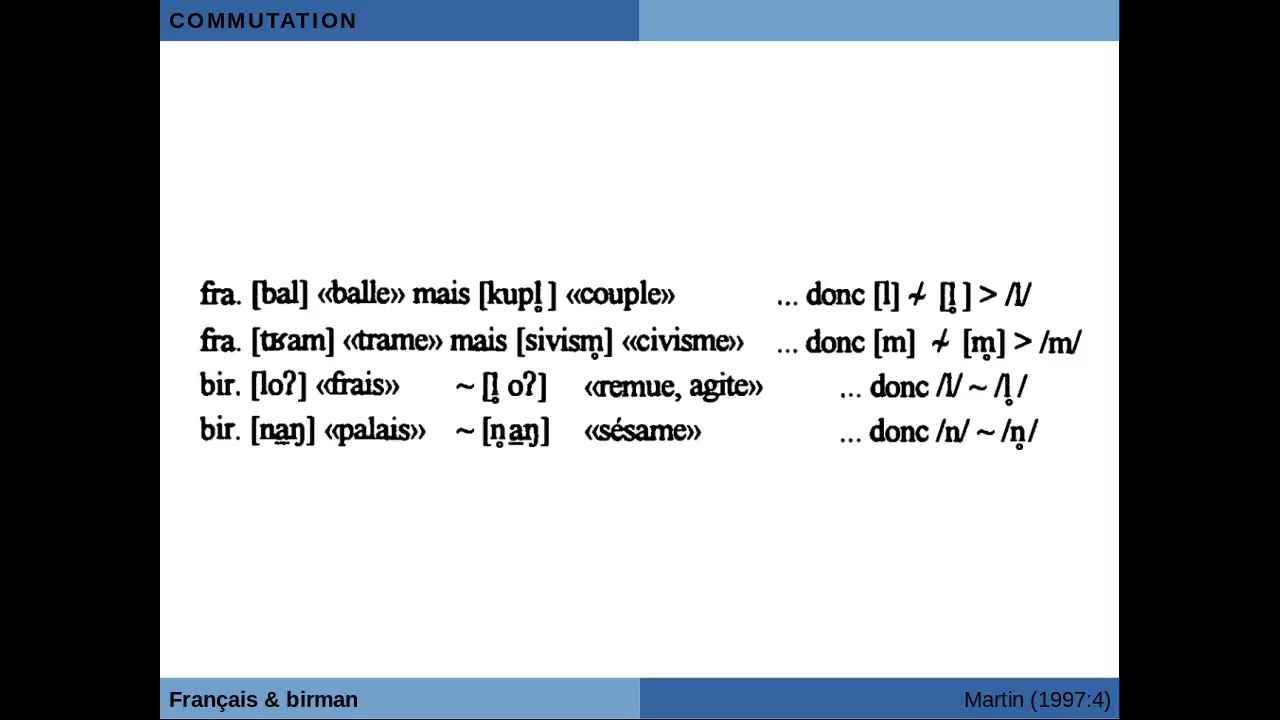 COMMUTATION
fra. [bal] «balle» mais [kupl̥ ] «couple» ... donc [l] ≁ [l̥ ] > /l/
fra. [tʁam] «trame» mais [sivism̥] «civisme» ... donc [m] ≁ [m̥] > /m/
bir. [loʔ] «frais» ~ [l̥ oʔ] «remue, agite» ... donc /l/ ~ /l̥ /
bir. [na̱ŋ] «palais» ~ [n̥a̱ŋ] «sésame» ... donc /n/ ~ /n̥/
Français & birman
Martin (1997:4)